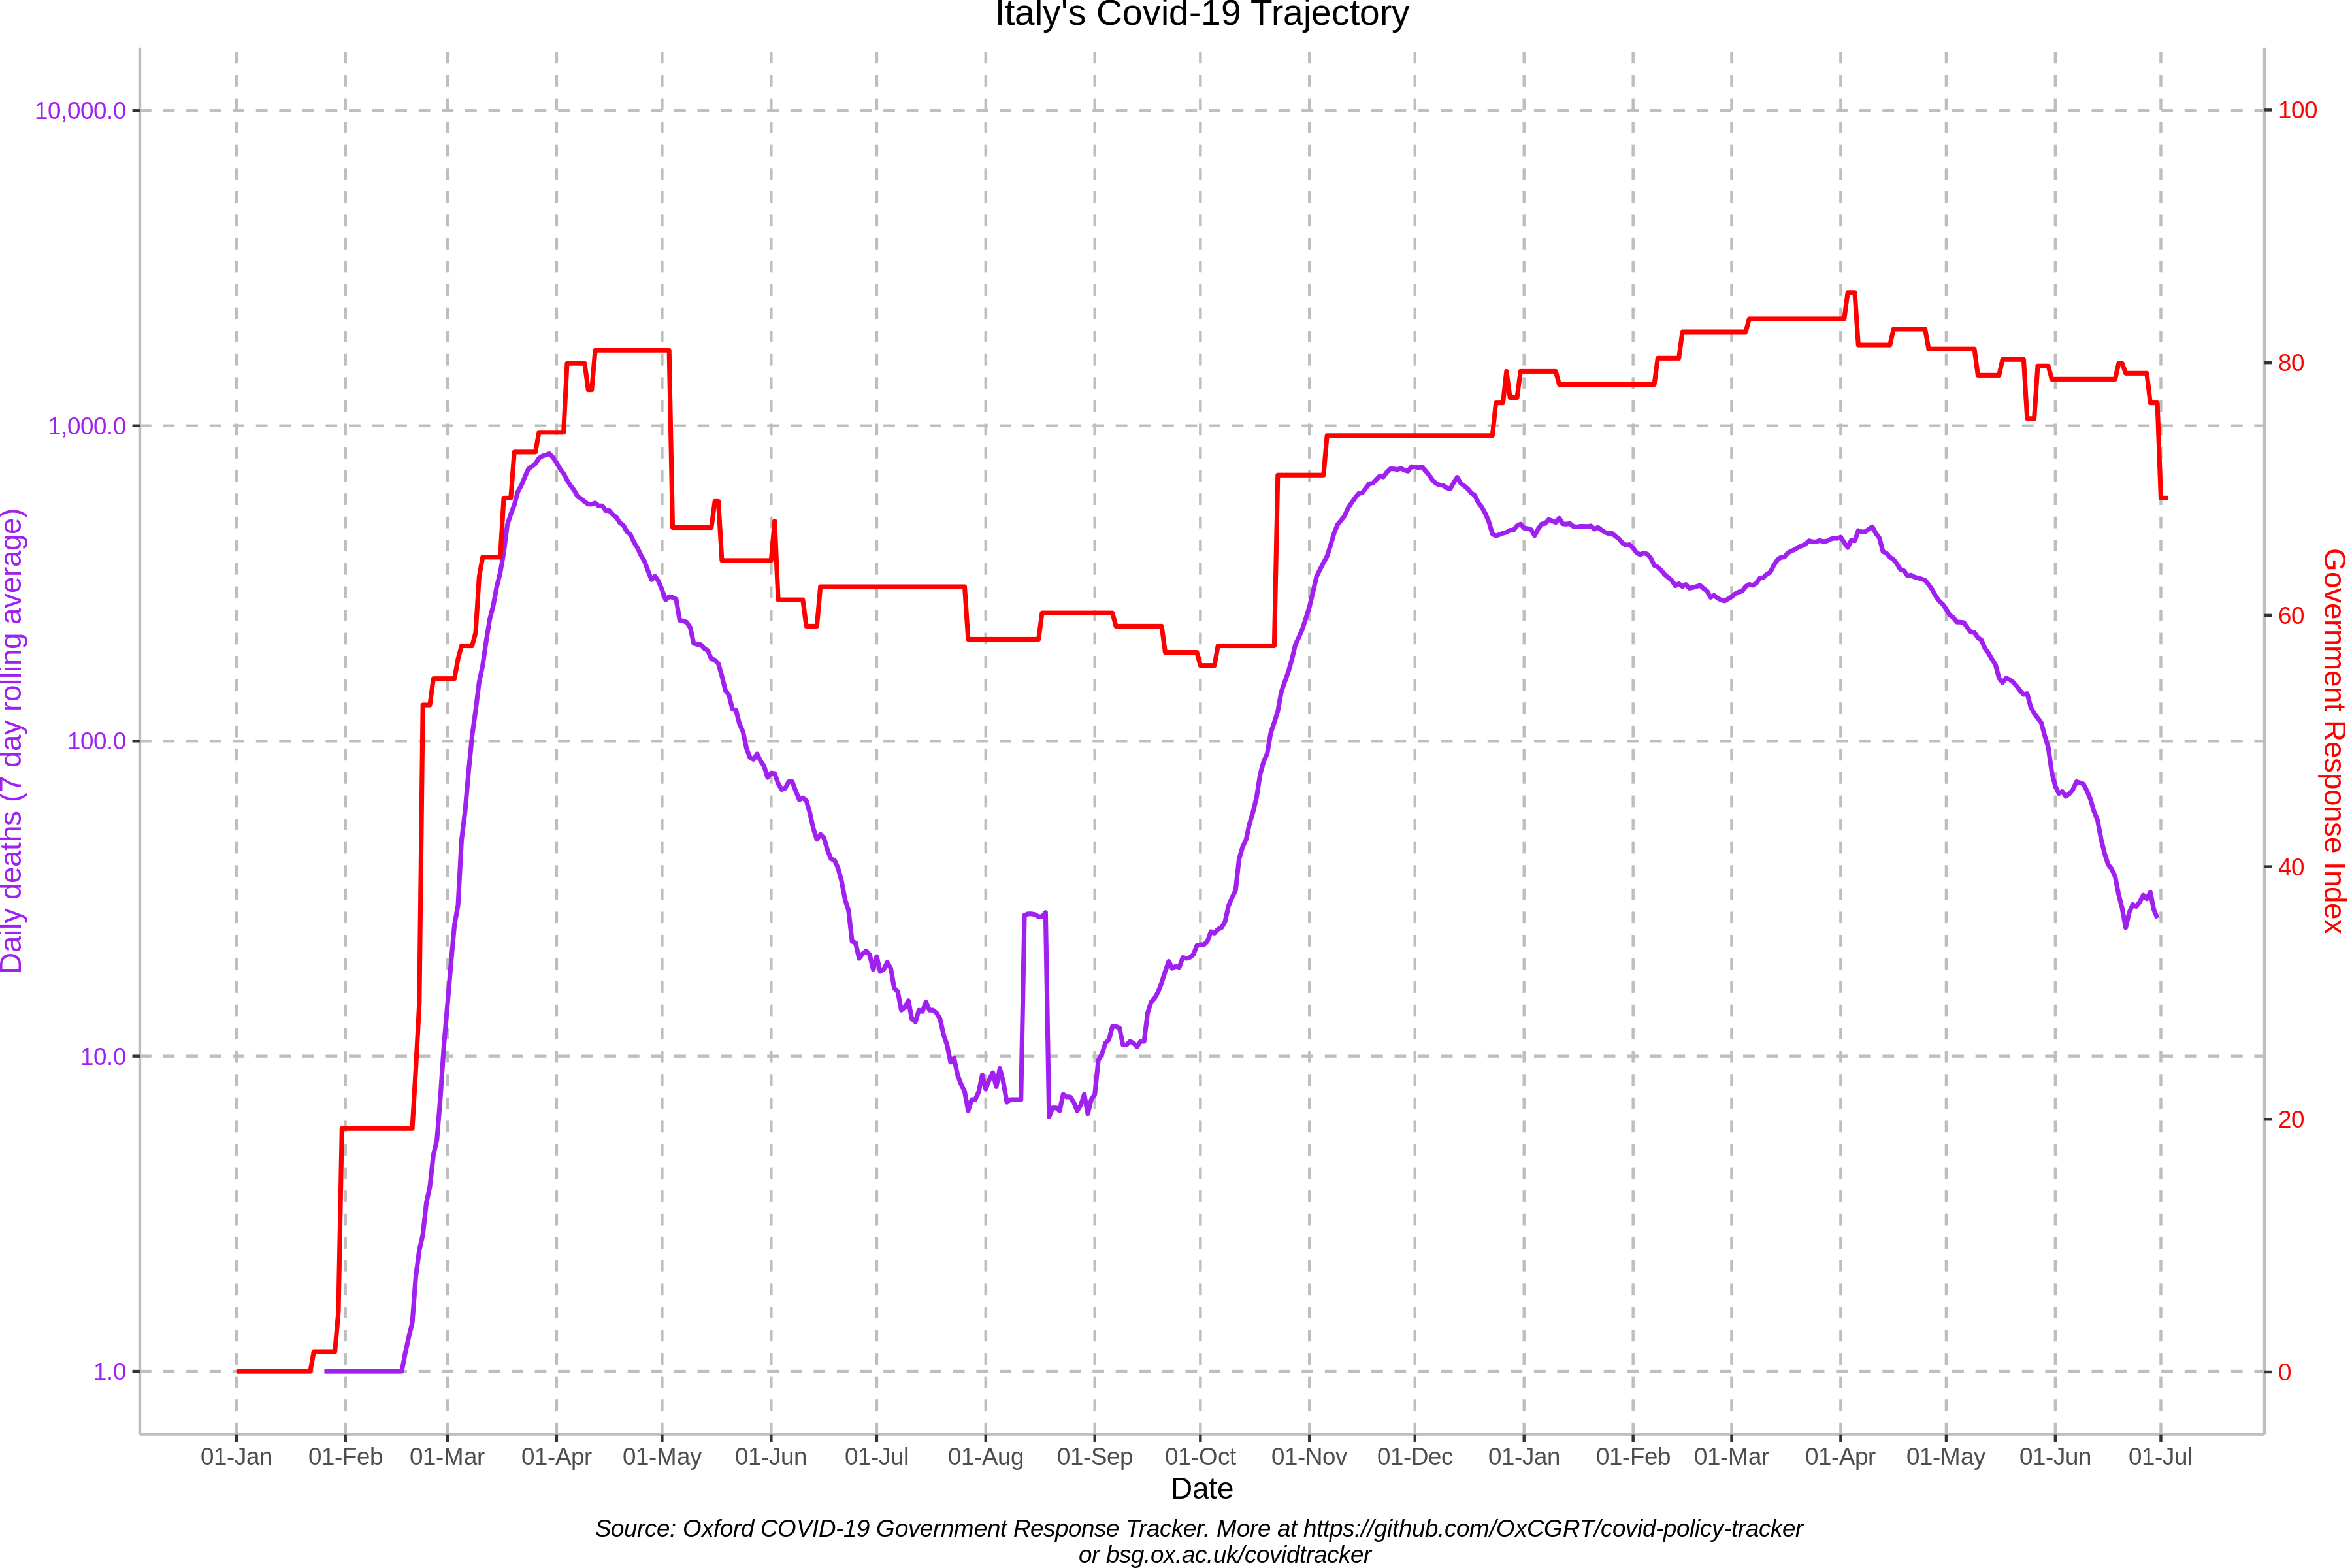 Italy's Covid-19 Trajectory
10,000.0
1,000.0
100.0
10.0
1.0
Daily deaths (7 day rolling average)
100
80
60
40
20
0
Government Response Index
01-Jan 01-Feb 01-Mar 01-Apr 01-May 01-Jun 01-Jul 01-Aug 01-Sep 01-Oct 01-Nov 01-Dec 01-Jan 01-Feb 01-Mar 01-Apr 01-May 01-Jun 01-Jul
Date
Source: Oxford COVID-19 Government Response Tracker. More at https://github.com/OxCGRT/covid-policy-tracker
or bsg.ox.ac.uk/covidtracker